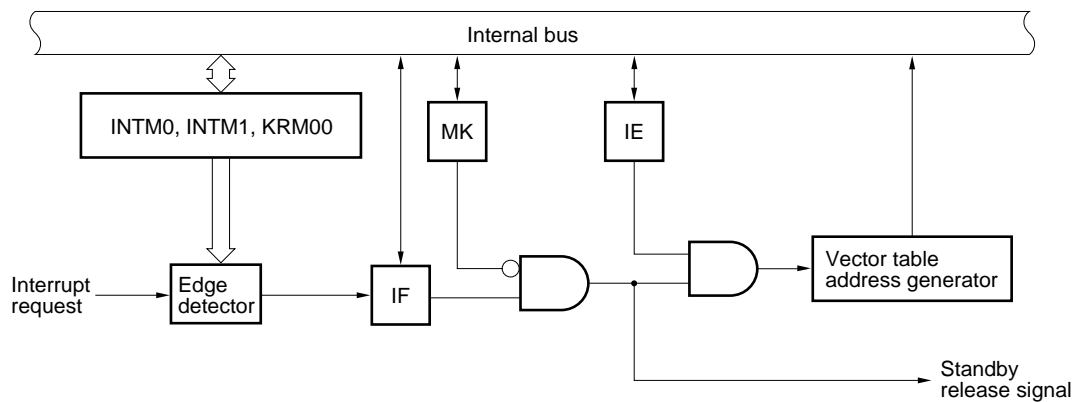 Internal bus
INTM0, INTM1, KRM00
MK
IE
Interrupt
request
Edge
detector
IF
Vector table
address generator
Standby
release signal